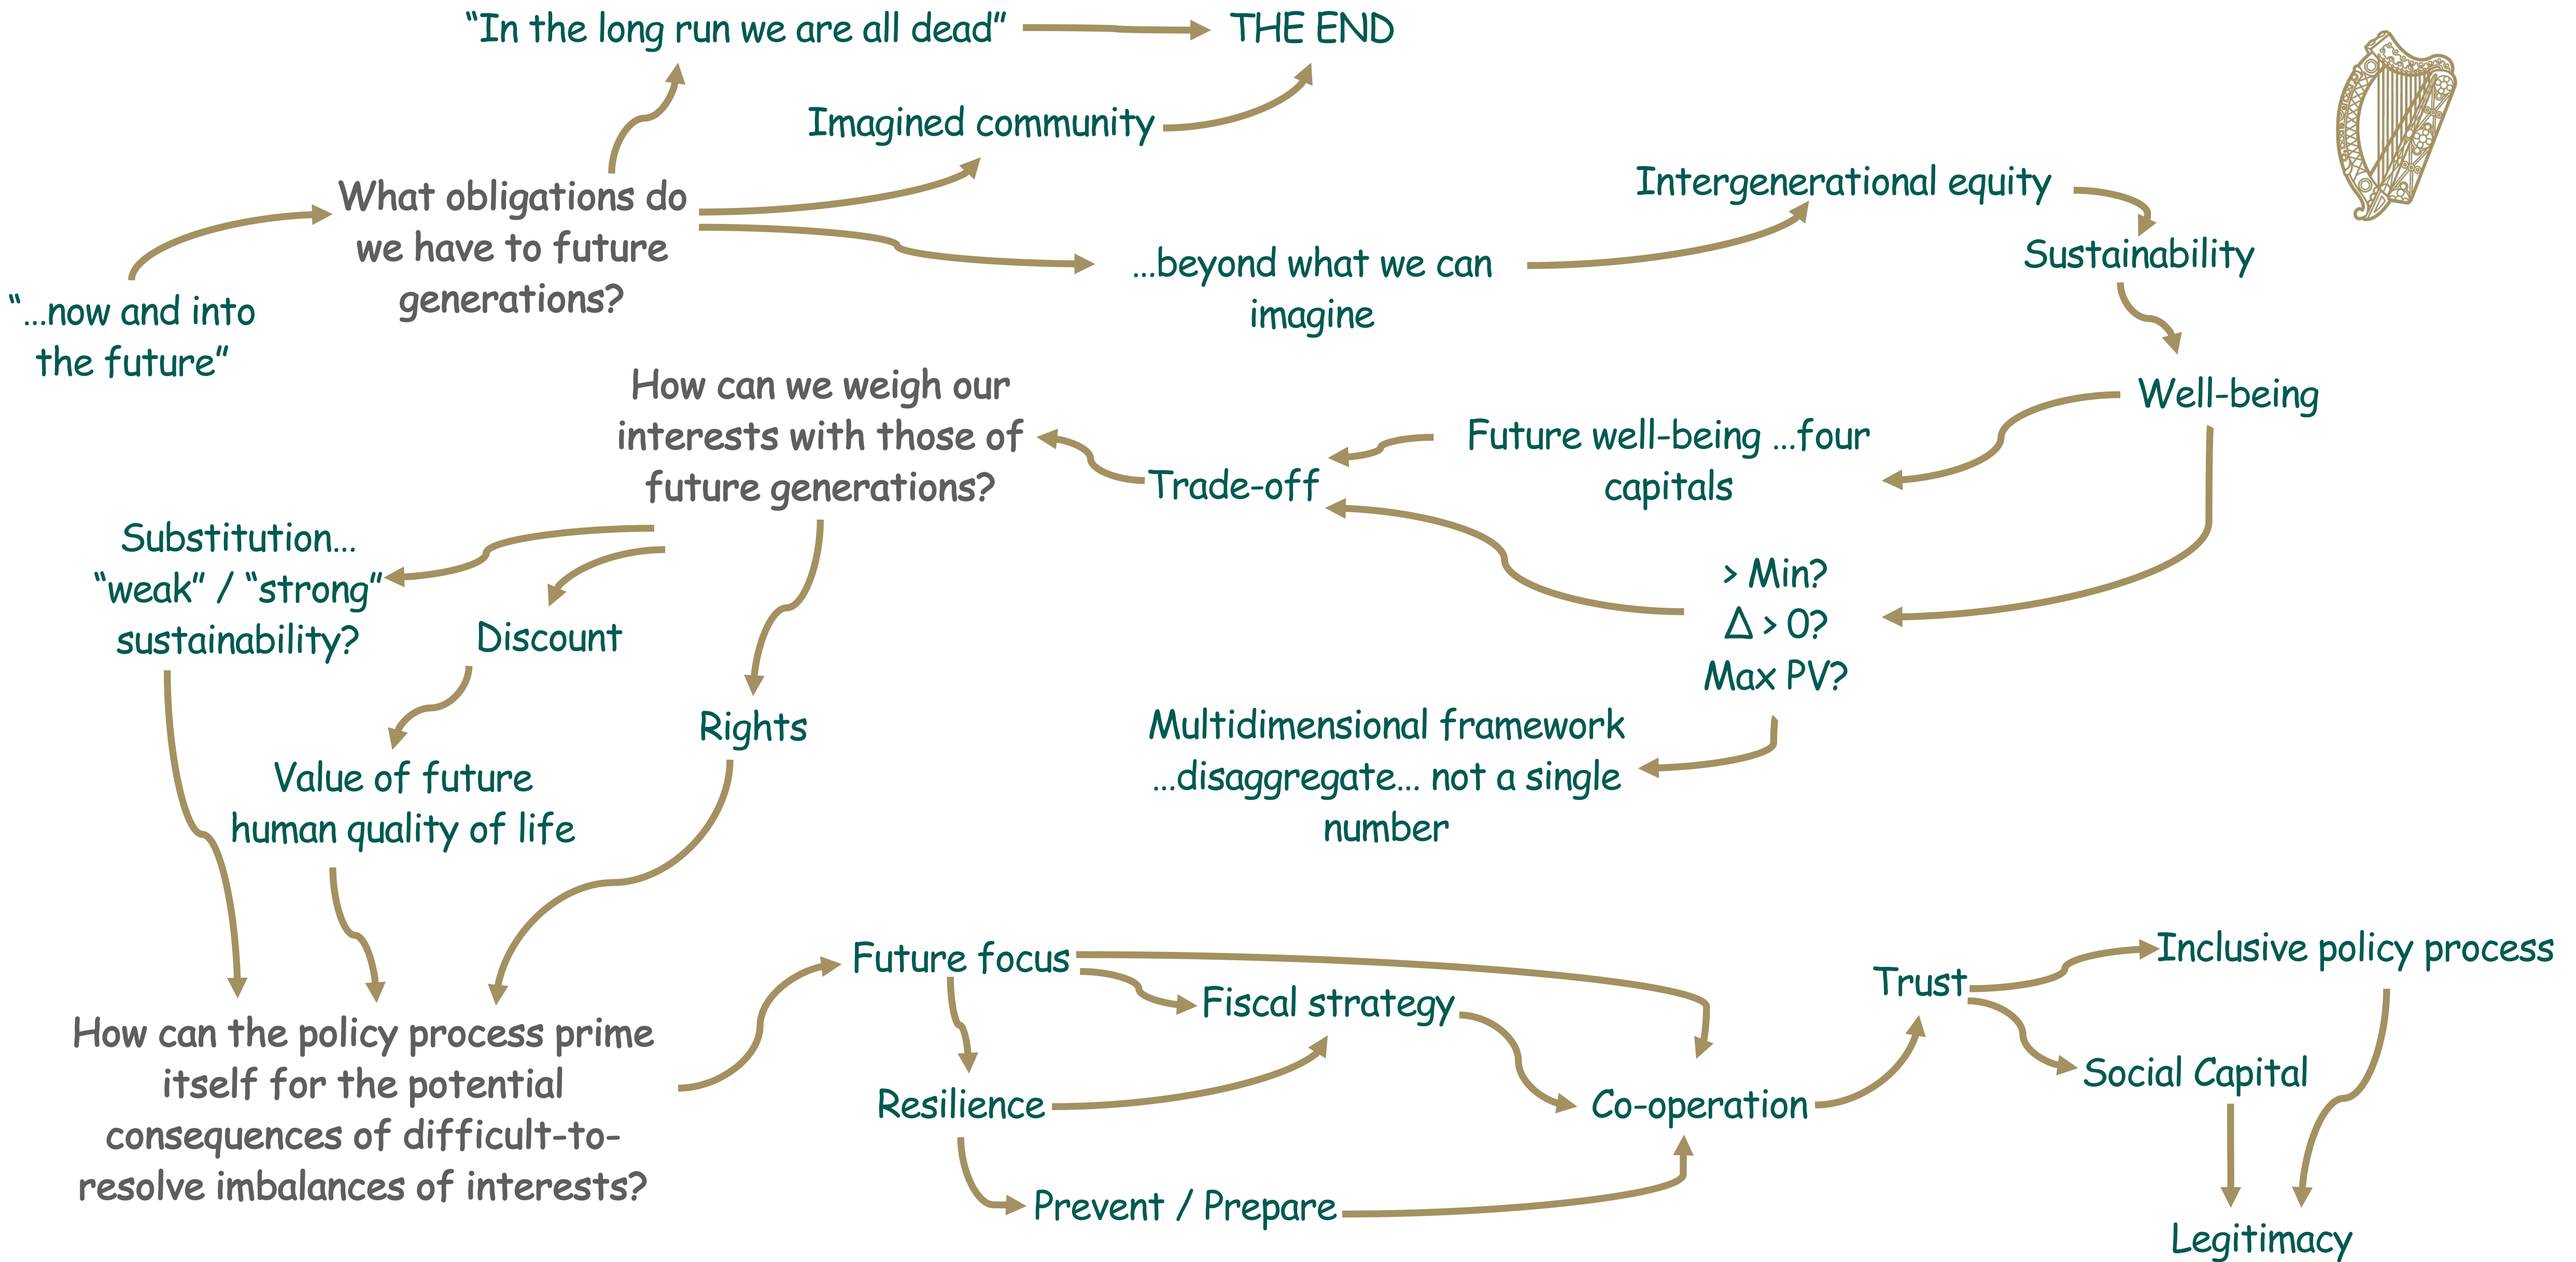 “In the long run we are all dead”
THE END
Imagined community
What obligations do
we have to future
generations?
“...now and into
the future”
...beyond what we can
imagine
Intergenerational equity
Sustainability
Well-being
Future well-being ...four
capitals
> Min?
Δ > 0?
Max PV?
Multidimensional framework
...disaggregate... not a single
number
Trade-off
How can we weigh our
interests with those of
future generations?
Substitution...
“weak” / “strong”
sustainability?
Discount
Value of future
human quality of life
Rights
How can the policy process prime
itself for the potential
consequences of difficult-to-
resolve imbalances of interests?
Future focus
Fiscal strategy
Resilience
Prevent / Prepare
Co-operation
Trust
Inclusive policy process
Social Capital
Legitimacy